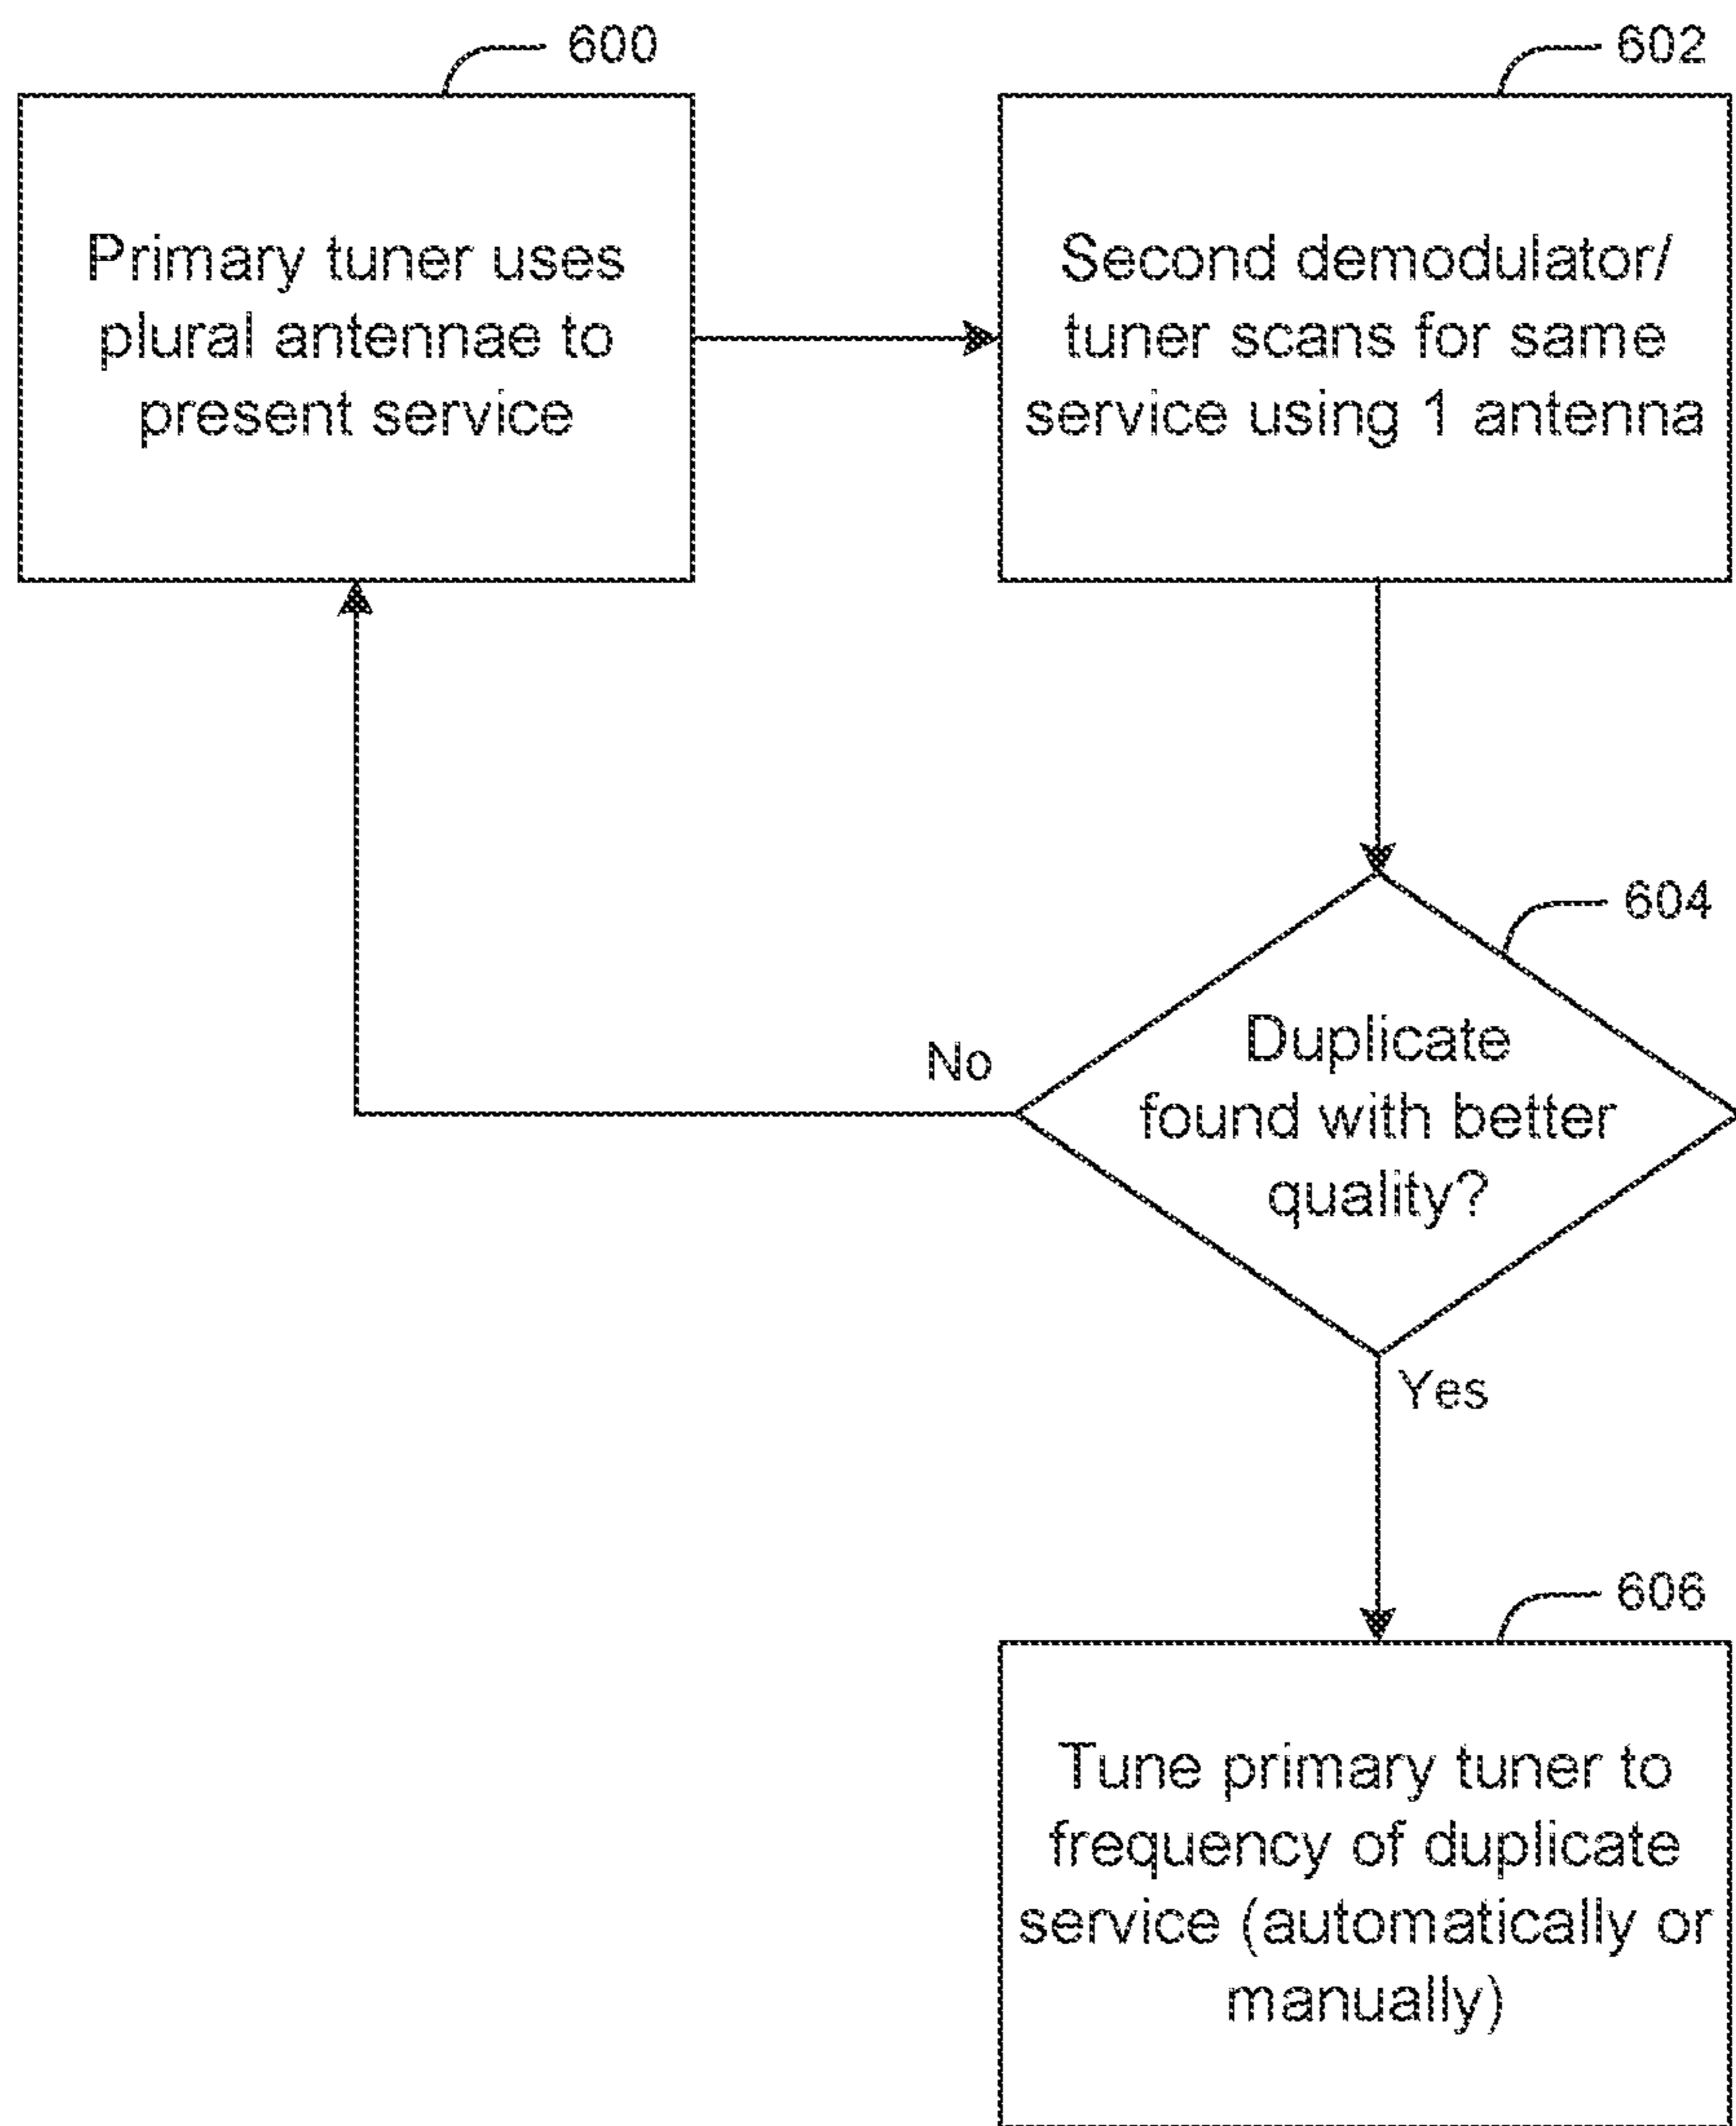 600
Primary tuner uses
plural antennae to
present service
602
Second demodulator/
tuner scans for same
service using 1 antenna
604
Duplicate
found with better
quality?
No
Yes
606
Tune primary tuner to
frequency of duplicate
service (automatically or
manually)